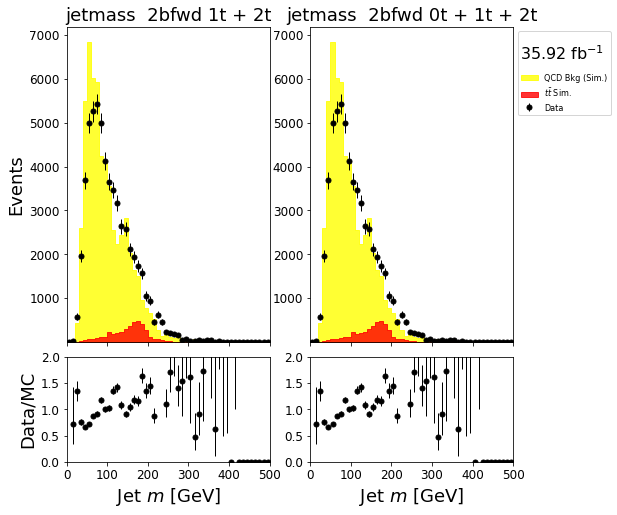 jetmass  2bfwd 1t + 2t
jetmass  2bfwd 0t + 1t + 2t
7000
6000
5000
4000
3000
2000
1000
Events
7000
6000
5000
4000
3000
2000
1000
35.92 fb⁻¹
QCD Bkg (Sim.)
tt̄ Sim.
Data
2.0
1.5
1.0
0.5
0.0
Data/MC
2.0
1.5
1.0
0.5
0.0
0 100 200 300 400 500
0 100 200 300 400 500
Jet m [GeV]
Jet m [GeV]